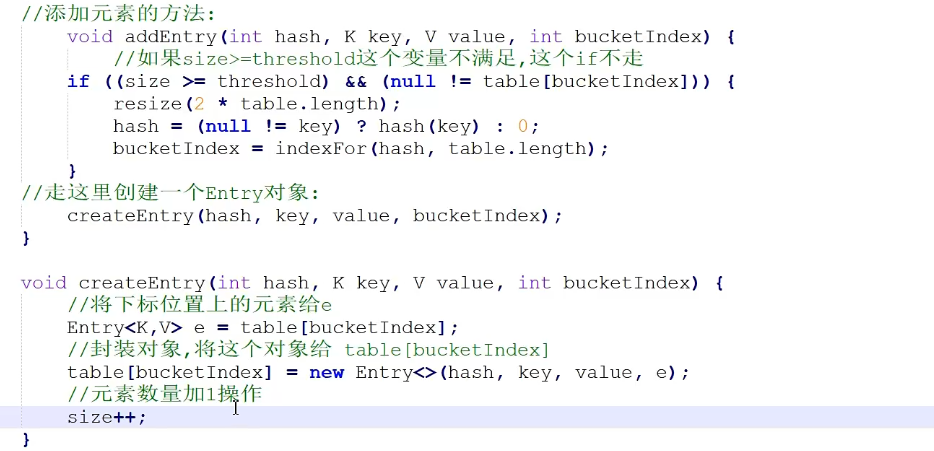 //添加元素的方法:
void addEntry(int hash, K key, V value, int bucketIndex) {
//如果size>=threshold这个变量不满足,这个if不走
if ((size >= threshold) && (null != table[bucketIndex])) {
resize(2 * table.length);
hash = (null != key) ? hash(key) : 0;
bucketIndex = indexFor(hash, table.length);
}
//走这里创建一个Entry对象:
createEntry(hash, key, value, bucketIndex);
}
void createEntry(int hash, K key, V value, int bucketIndex) {
//将下标位置上的元素给e
Entry<K,V> e = table[bucketIndex];
//封装对象,将这个对象给 table[bucketIndex]
table[bucketIndex] = new Entry<>(hash, key, value, e);
//元素数量加1操作
size++;
}